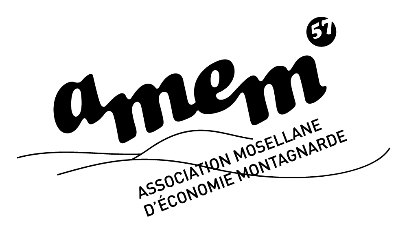 amem 57
ASSOCIATION MOSELLANE
D'ÉCONOMIE MONTAGNARDE